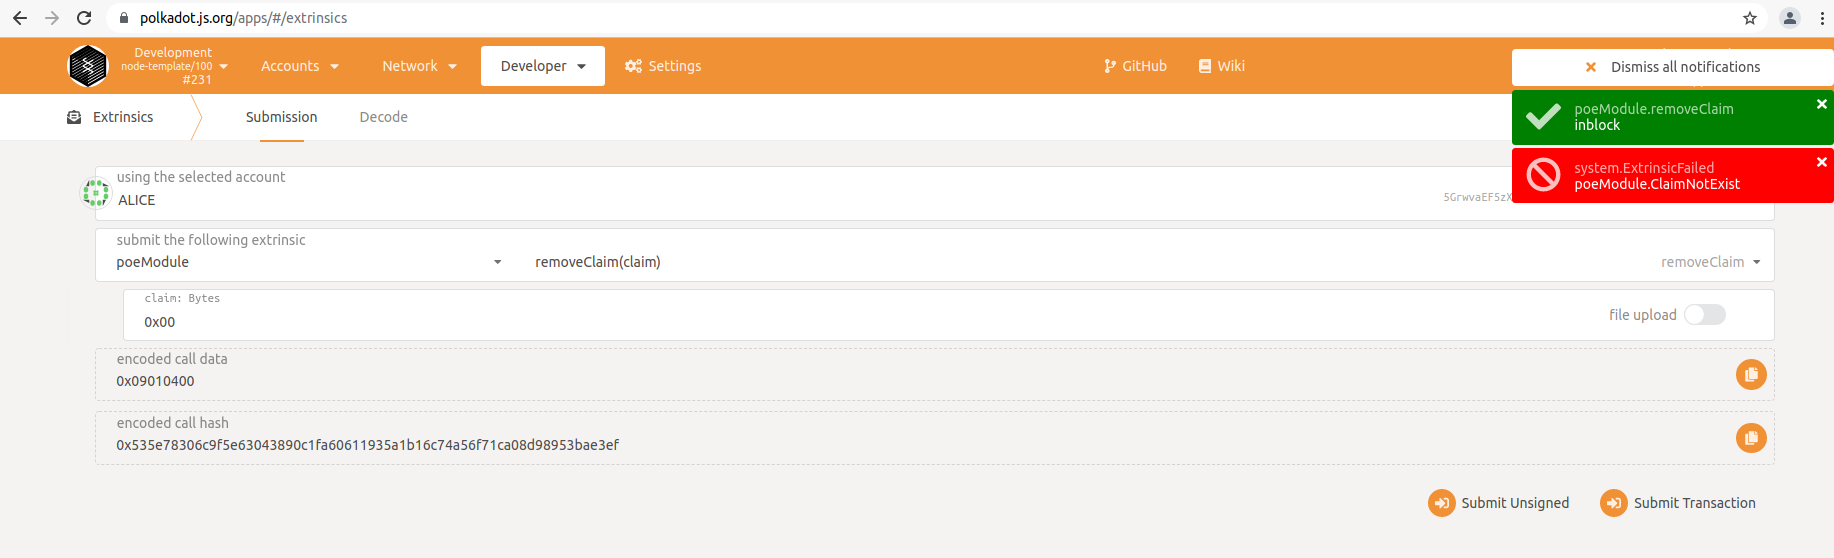 polkadot.js.org/apps/#/extrinsics
Development
node-template/100
#231
Accounts
Network
Developer
Settings
GitHub
Wiki
Dismiss all notifications
poeModule.removeClaim
inblock
system.ExtrinsicFailed
poeModule.ClaimNotExist
Extrinsics
Submission
Decode
using the selected account
ALICE
5GrwvaEF5zX
submit the following extrinsic
poeModule
removeClaim(claim)
removeClaim
claim: Bytes
0x00
file upload
encoded call data
0x09010400
encoded call hash
0x535e78306c9f5e63043890c1fa60611935a1b16c74a56f71ca08d98953bae3ef
Submit Unsigned
Submit Transaction